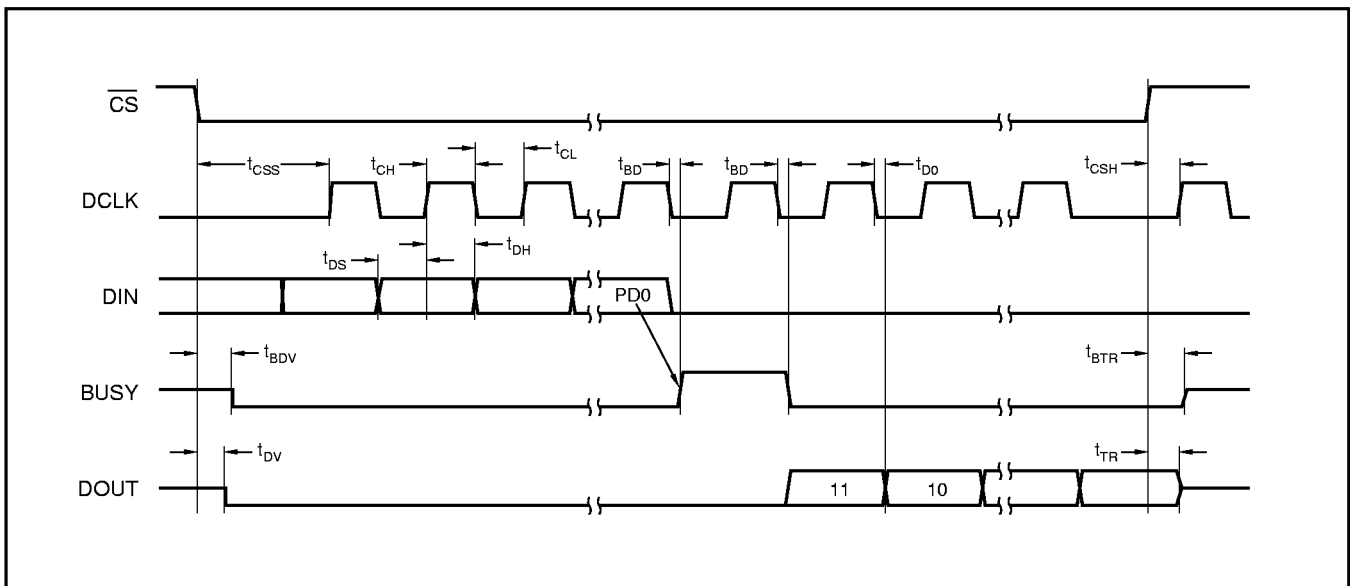 CS
tCSS
tCH
tCL
tBD
tBD
tD0
tCSH
DCLK
tDS
tDH
DIN
PD0
tBDV
tBTR
BUSY
tDV
tTR
DOUT
11
10